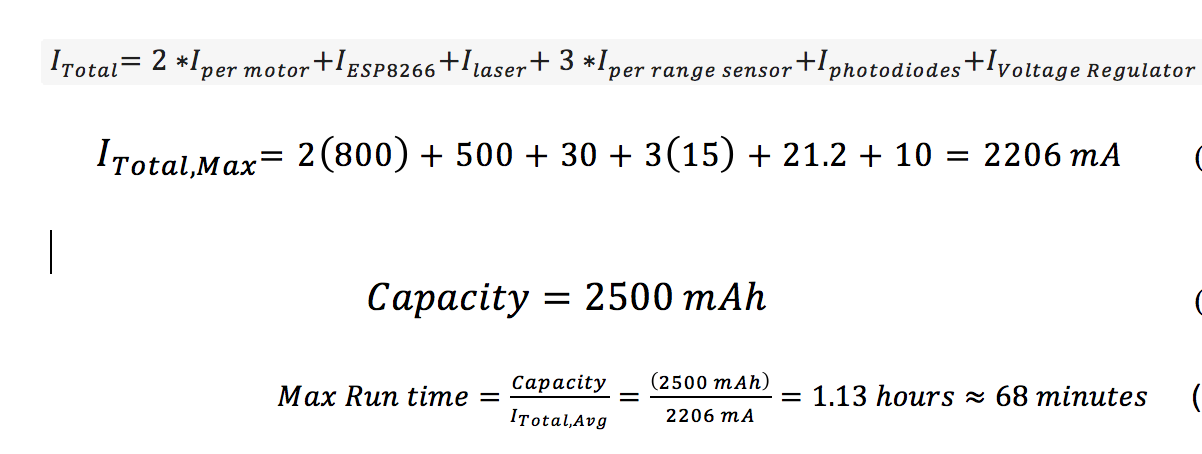 I_Total = 2 *I_per motor +I_ESP8266 +I_laser + 3 *I_per range sensor +I_photodiodes +I_Voltage Regulator
I_Total,Max = 2(800) + 500 + 30 + 3(15) + 21.2 + 10 = 2206 mA (
Capacity = 2500 mAh (
Max Run time = Capacity / I_Total,Avg = (2500 mAh) / 2206 mA = 1.13 hours ≈ 68 minutes (